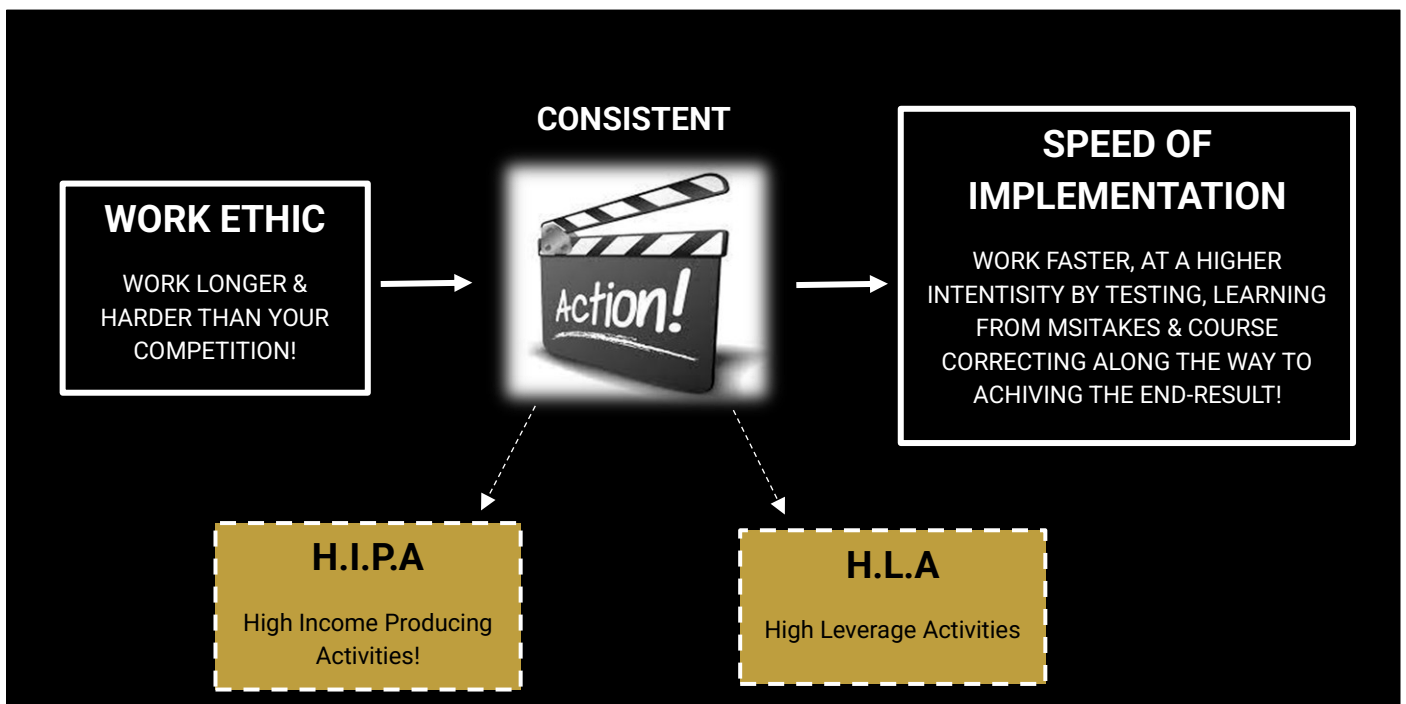 WORK ETHIC
WORK LONGER &
HARDER THAN YOUR
COMPETITION!
CONSISTENT
Action!
SPEED OF
IMPLEMENTATION
WORK FASTER, AT A HIGHER
INTENTISITY BY TESTING, LEARNING
FROM MSITAKES & COURSE
CORRECTING ALONG THE WAY TO
ACHIVING THE END-RESULT!
H.I.P.A
High Income Producing
Activities!
H.L.A
High Leverage Activities